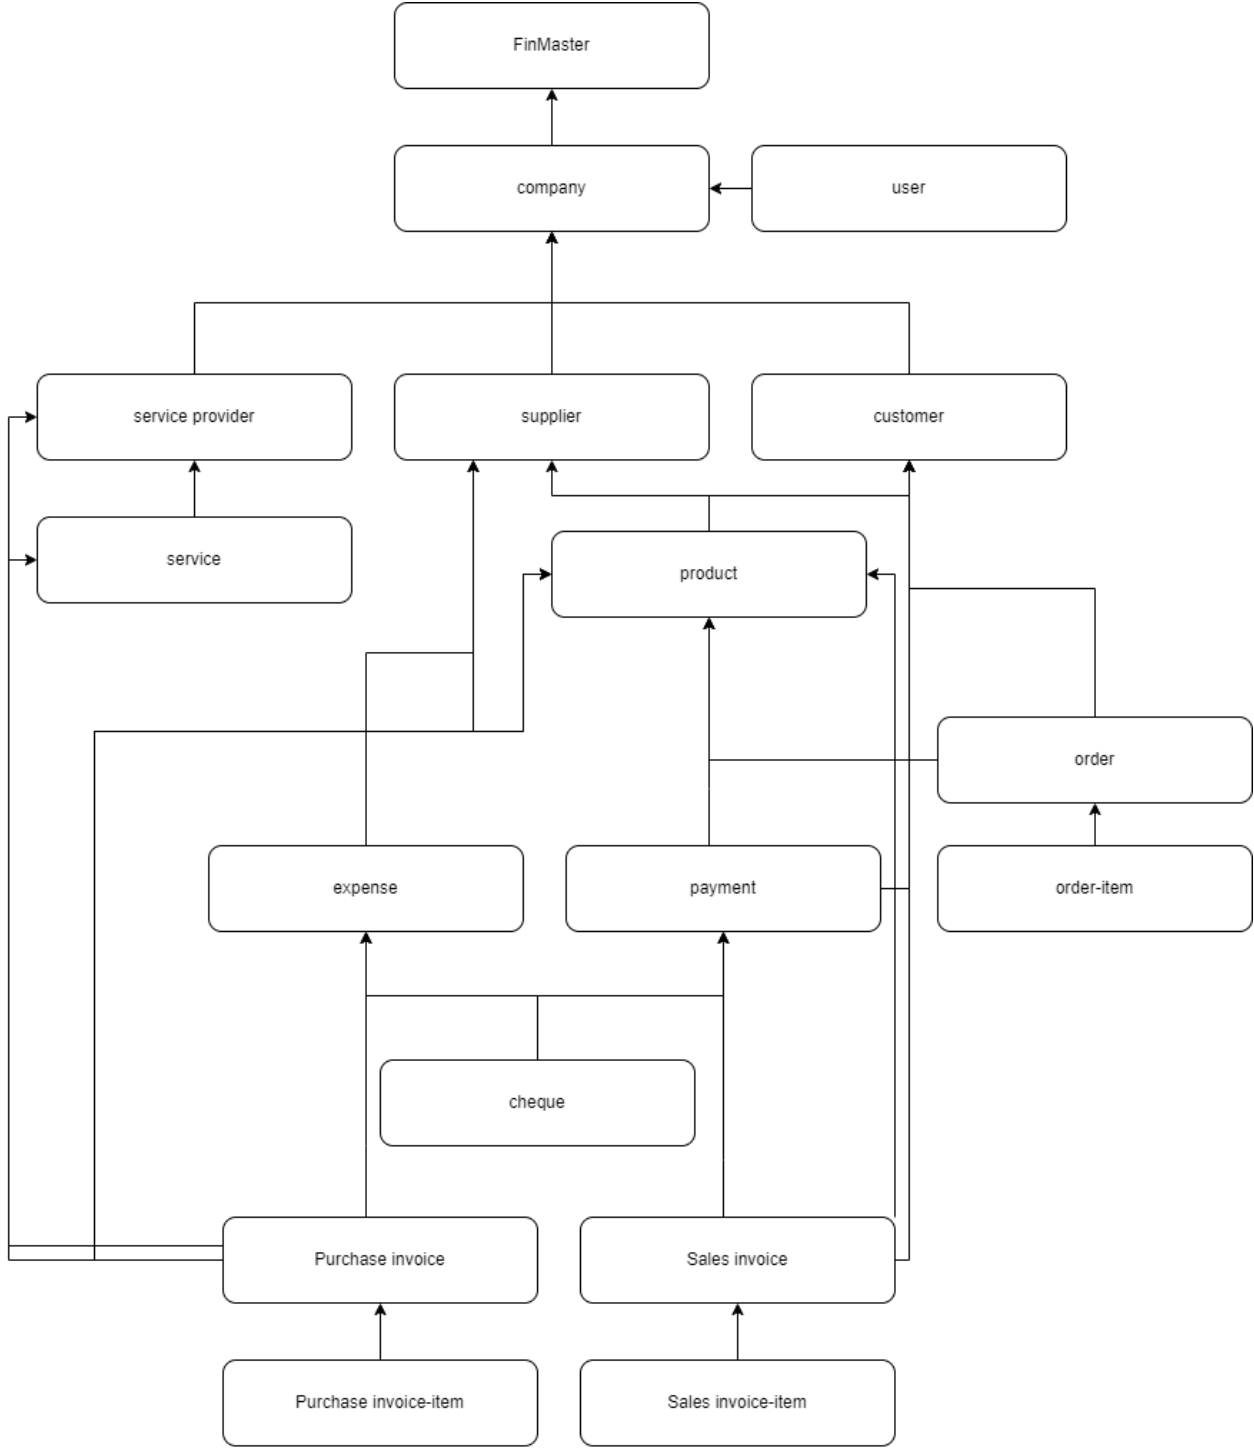 FinMaster
company
user
service provider
supplier
customer
service
product
order
expense
payment
order-item
cheque
Purchase invoice
Sales invoice
Purchase invoice-item
Sales invoice-item